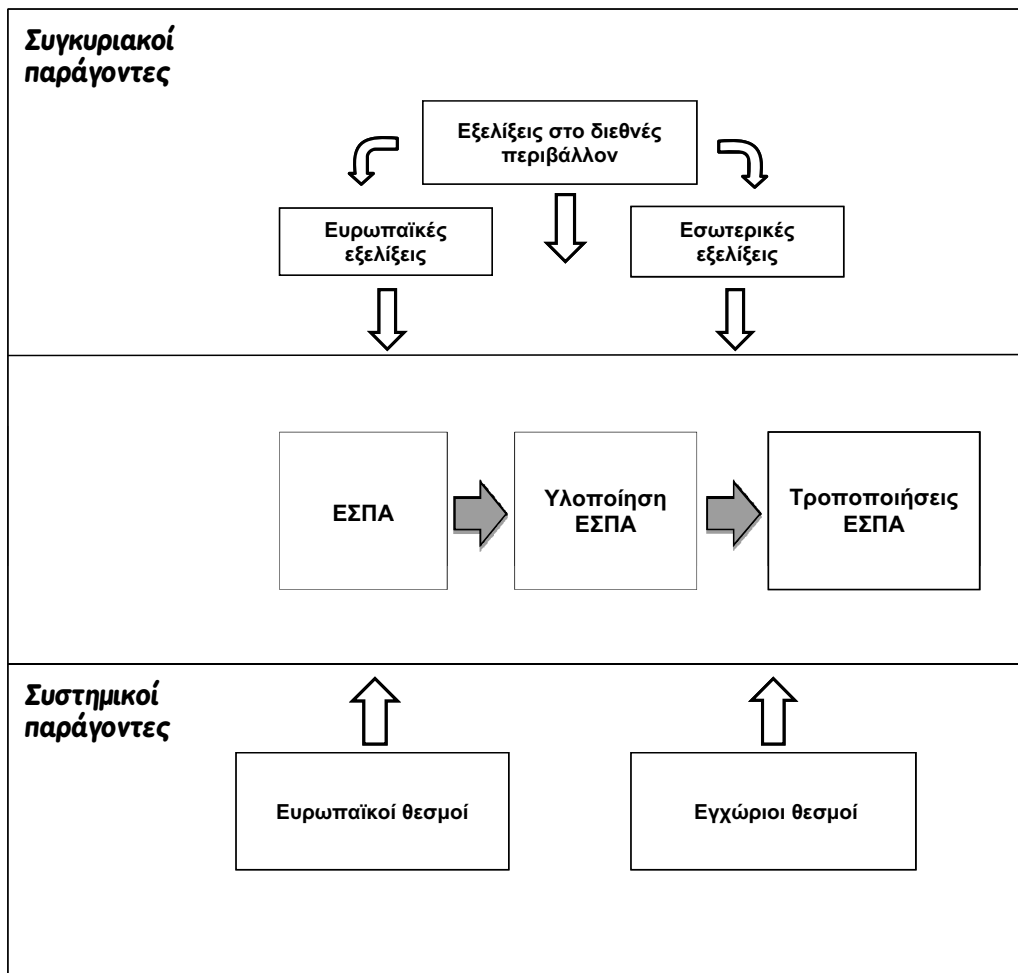 Συγκυριακοί
παράγοντες
Εξελίξεις στο διεθνές
περιβάλλον
Ευρωπαϊκές
εξελίξεις
Εσωτερικές
εξελίξεις
ΕΣΠΑ
Υλοποίηση
ΕΣΠΑ
Τροποποιήσεις
ΕΣΠΑ
Συστημικοί
παράγοντες
Ευρωπαϊκοί θεσμοί
Εγχώριοι θεσμοί